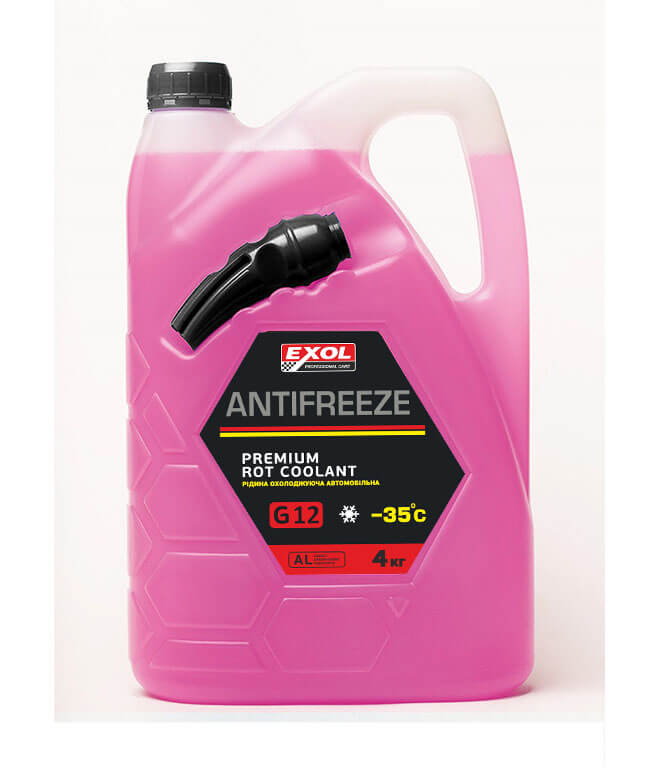 EXOL
PROFESSIONAL CARE
ANTIFREEZE
PREMIUM
ROT COOLANT
РІДИНА ОХОЛОДЖУЮЧА АВТОМОБІЛЬНА
G12
-35°C
AL
4 кг